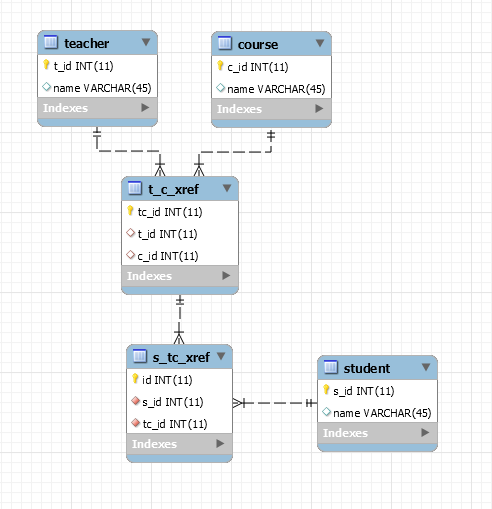 teacher
t_id INT(11)
name VARCHAR(45)
Indexes
course
c_id INT(11)
name VARCHAR(45)
Indexes
t_c_xref
tc_id INT(11)
t_id INT(11)
c_id INT(11)
Indexes
s_tc_xref
id INT(11)
s_id INT(11)
tc_id INT(11)
Indexes
student
s_id INT(11)
name VARCHAR(45)
Indexes